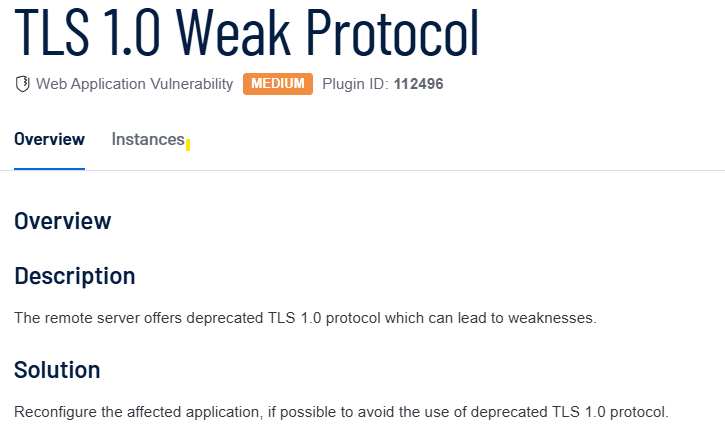 TLS 1.0 Weak Protocol
Web Application Vulnerability MEDIUM Plugin ID: 112496
Overview Instances
Overview
Description
The remote server offers deprecated TLS 1.0 protocol which can lead to weaknesses.
Solution
Reconfigure the affected application, if possible to avoid the use of deprecated TLS 1.0 protocol.